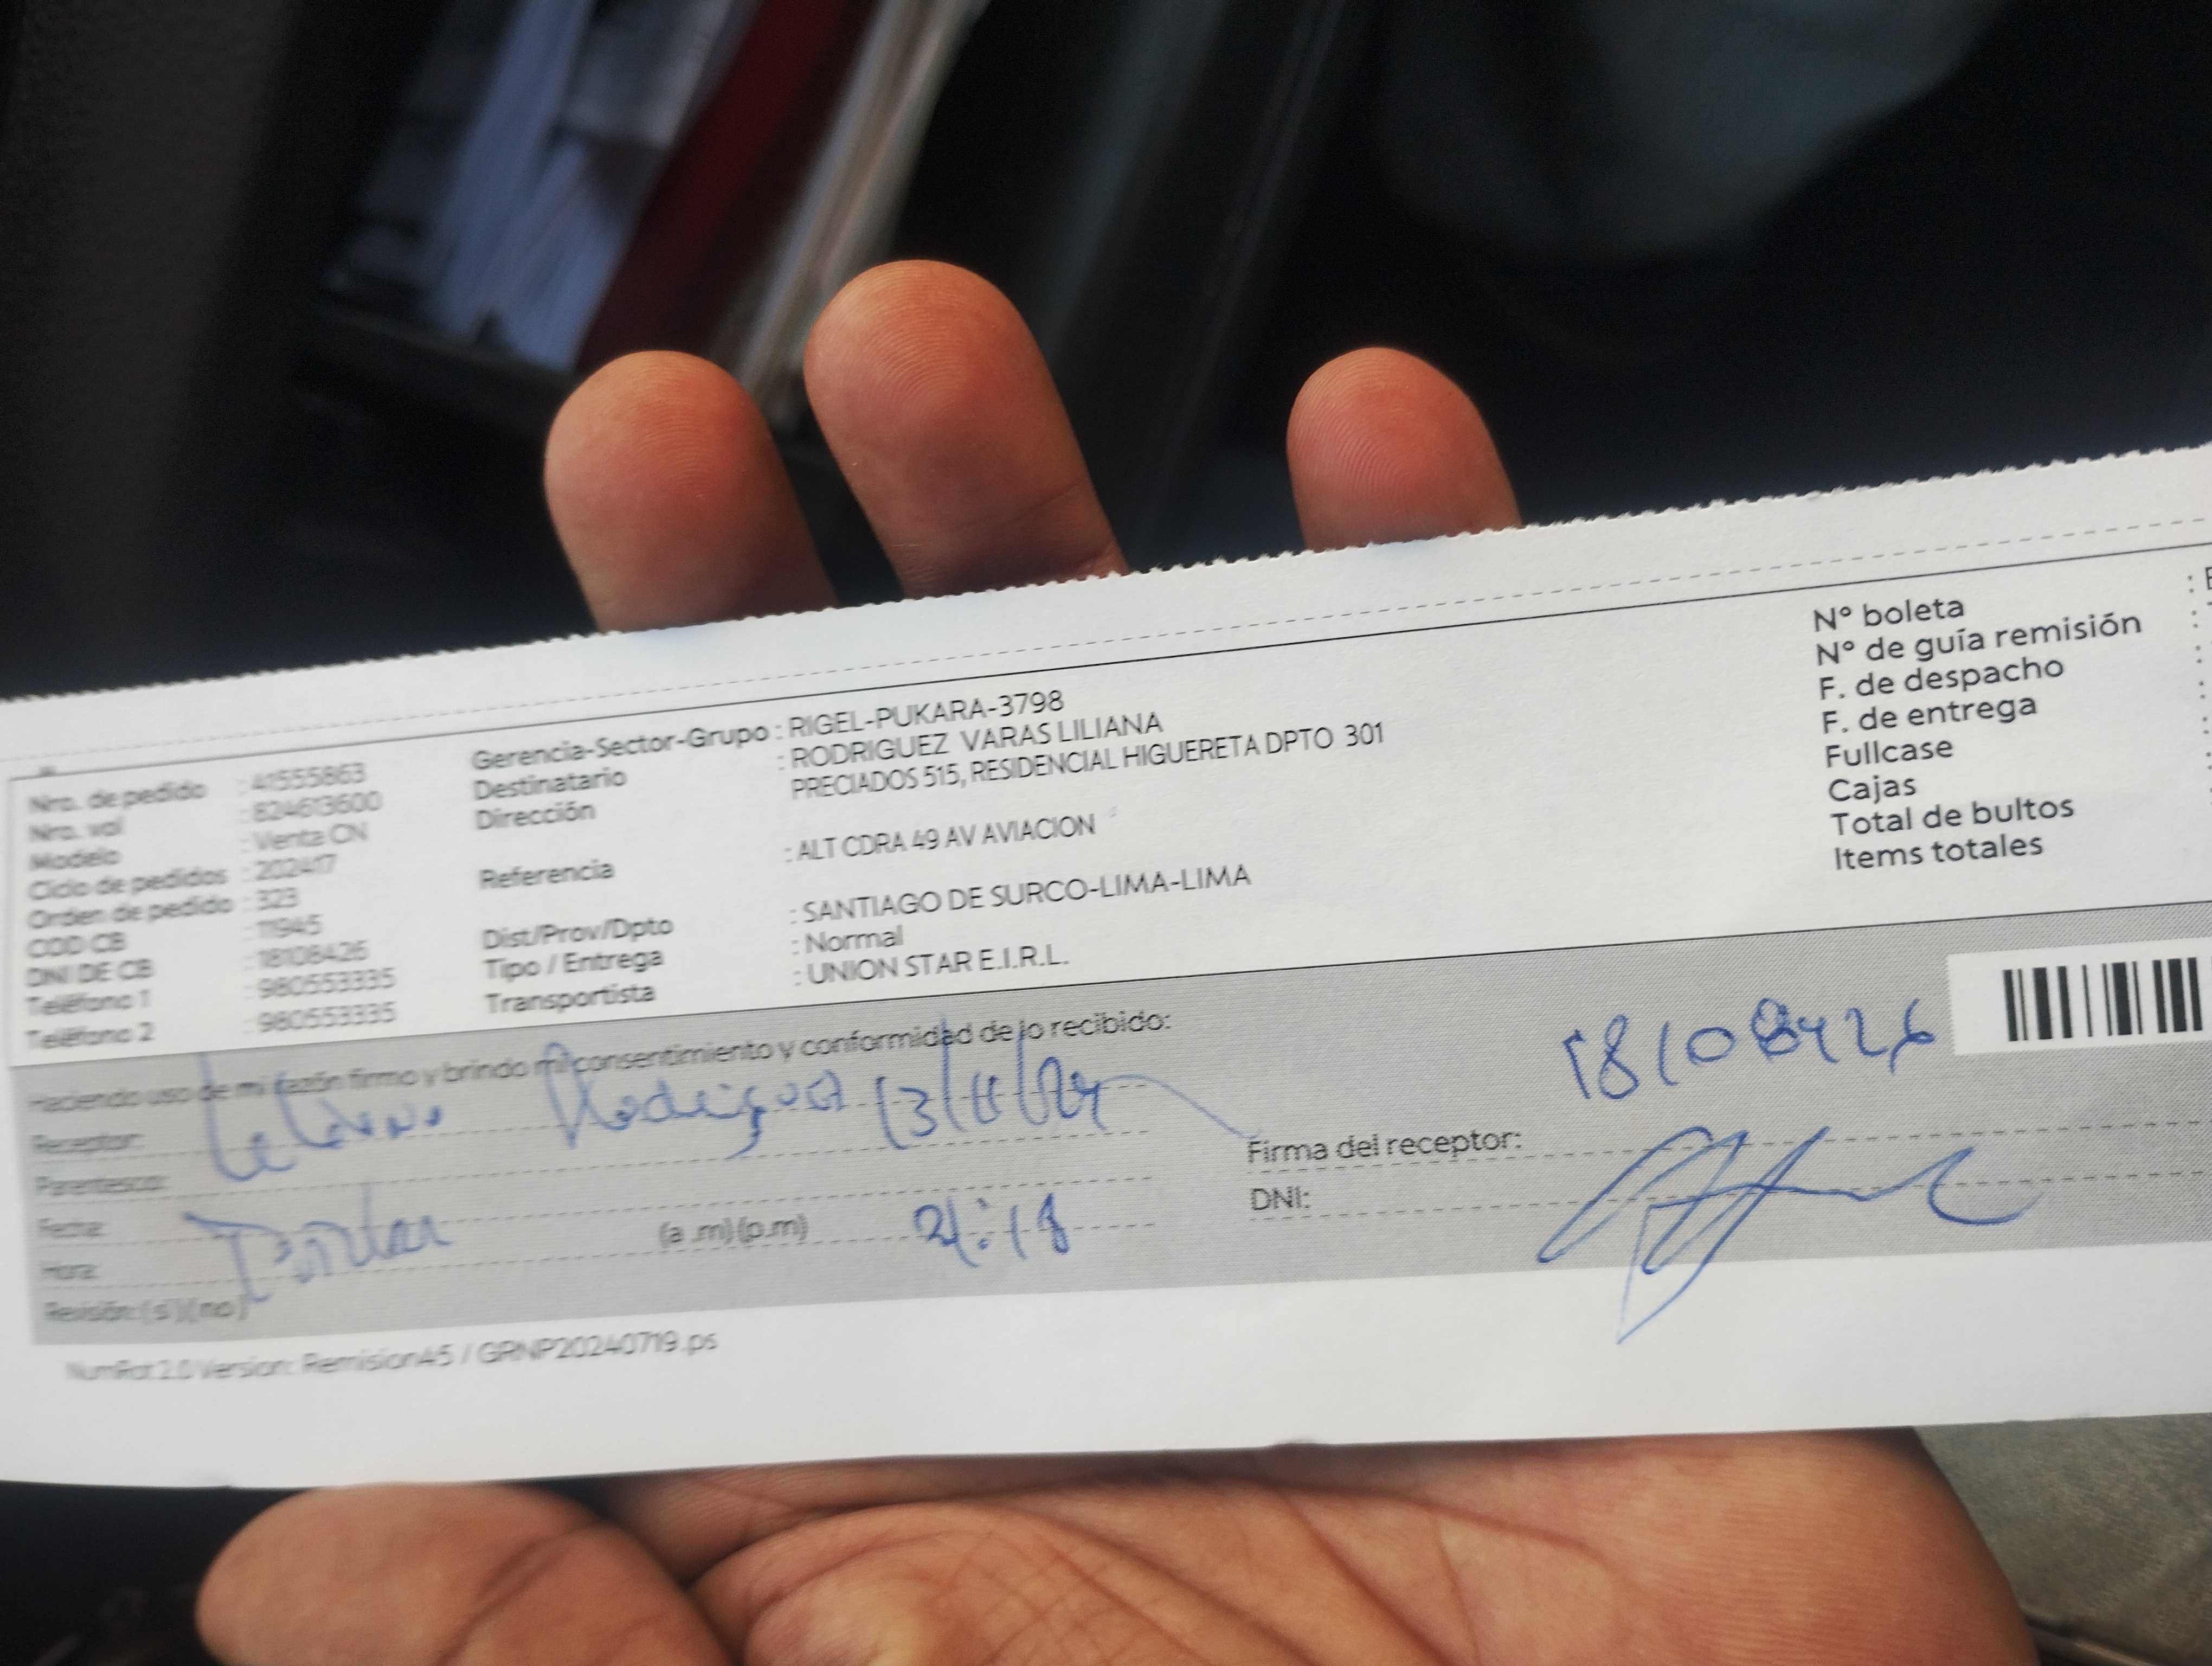 Nro. de pedido : 41555863
Nro. vol : 824613600
Modelo : Venta CN
Ciclo de pedidos : 202417
Orden de pedido : 323
COD CB : 11945
DNI DE CB : 18108426
Teléfono 1 : 980553335
Teléfono 2 : 980553335
Gerencia-Sector-Grupo : RIGEL-PUKARA-3798
Destinatario : RODRIGUEZ VARAS LILIANA
Dirección PRECIADOS 515, RESIDENCIAL HIGUERETA DPTO 301
Referencia : ALT CDRA 49 AV AVIACION
Dist/Prov/Dpto : SANTIAGO DE SURCO-LIMA-LIMA
Tipo / Entrega : Normal
Transportista : UNION STAR E.I.R.L.
N° boleta :
N° de guía remisión :
F. de despacho :
F. de entrega :
Fullcase
Cajas
Total de bultos
Items totales
Haciendo uso de mi razón firmo y brindo mi consentimiento y conformidad de lo recibido:
Receptor: Rodriguez 13/11/24
Parentesco:
Fecha:
Hora: (a.m) (p.m)
Revisión: (si) (no)
18108426
Firma del receptor:
DNI:
NumRot 2.0 Version: Remision45 / GRNP20240719.ps